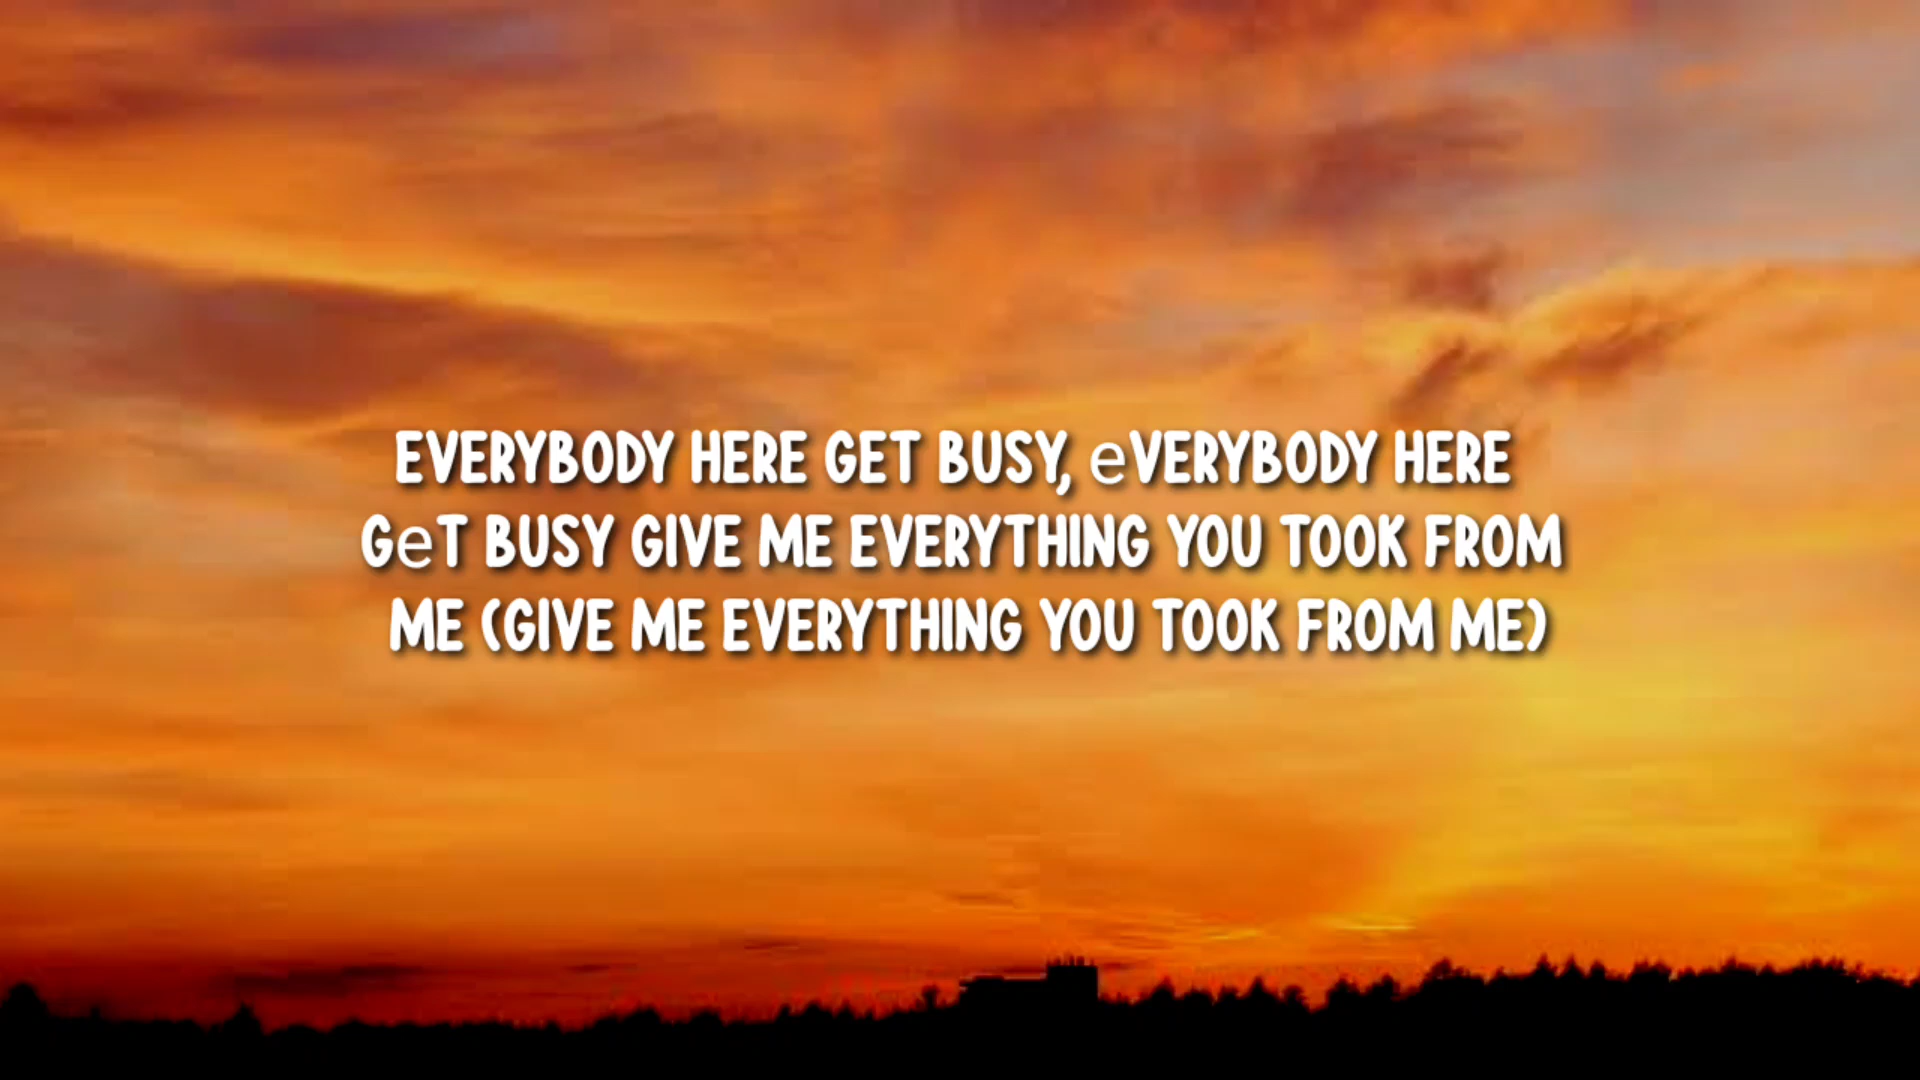 EVERYBODY HERE GET BUSY, eVERYBODY HERE
GeT BUSY GIVE ME EVERYTHING YOU TOOK FROM
ME (GIVE ME EVERYTHING YOU TOOK FROM ME)